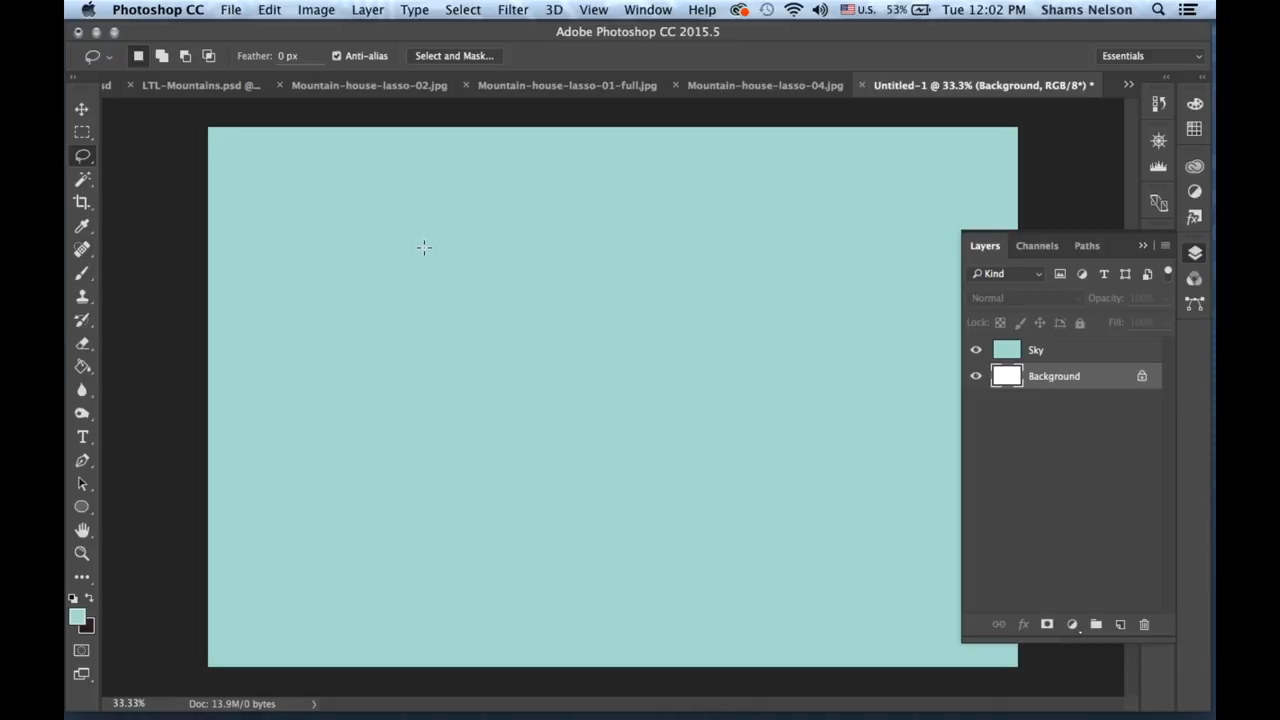 Photoshop CC File Edit Image Layer Type Select Filter 3D View Window Help U.S. 53% Tue 12:02 PM Shams Nelson
Adobe Photoshop CC 2015.5
Feather: 0 px Anti-alias Select and Mask... Essentials
sd × LTL-Mountains.psd @... × Mountain-house-lasso-02.jpg × Mountain-house-lasso-01-full.jpg × Mountain-house-lasso-04.jpg × Untitled-1 @ 33.3% (Background, RGB/8*) *
Layers Channels Paths
Kind
Normal Opacity: 100%
Lock: Fill: 100%
Sky
Background
33.33% Doc: 13.9M/0 bytes